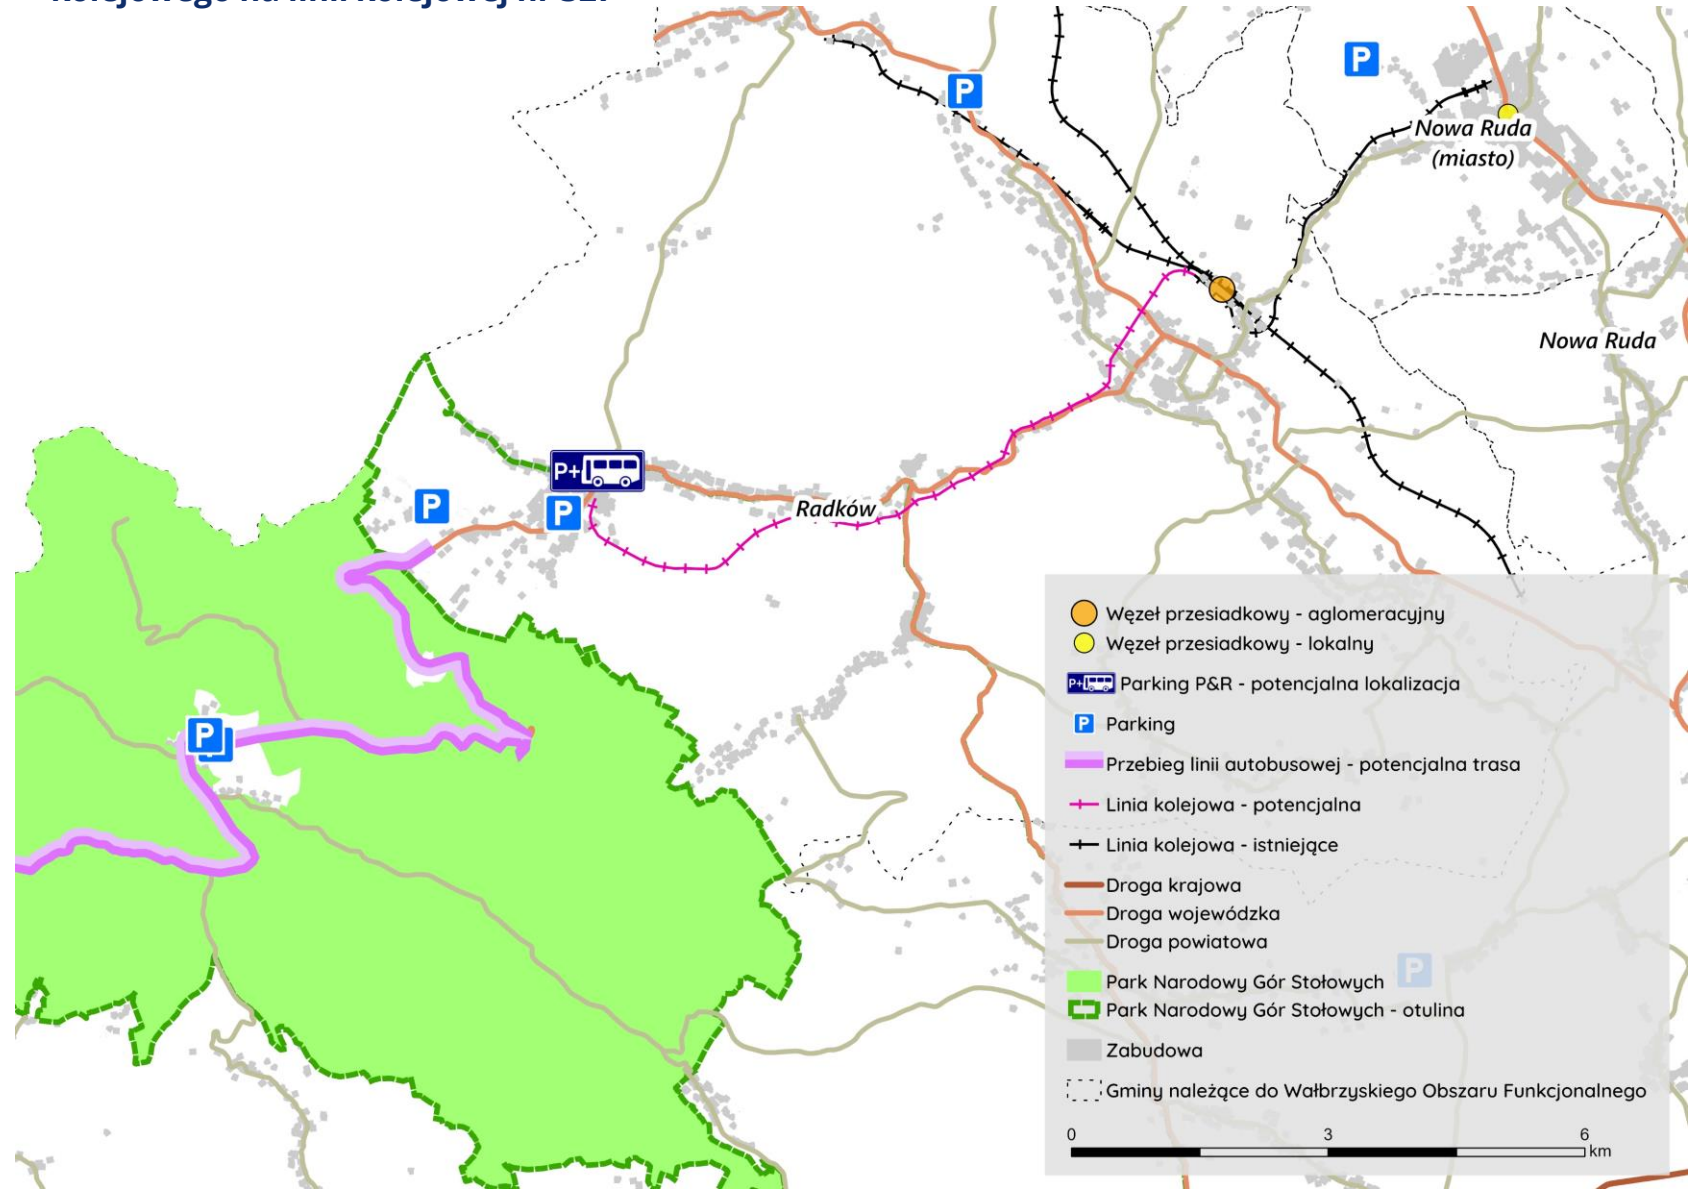 P
P
Nowa Ruda
(miasto)
Nowa Ruda
P+
P
P
Radków
P
P
Węzeł przesiadkowy - aglomeracyjny
Węzeł przesiadkowy - lokalny
P+ Parking P&R - potencjalna lokalizacja
P Parking
Przebieg linii autobusowej - potencjalna trasa
Linia kolejowa - potencjalna
Linia kolejowa - istniejące
Droga krajowa
Droga wojewódzka
Droga powiatowa
Park Narodowy Gór Stołowych
Park Narodowy Gór Stołowych - otulina
Zabudowa
Gminy należące do Wałbrzyskiego Obszaru Funkcjonalnego
0 3 6
km